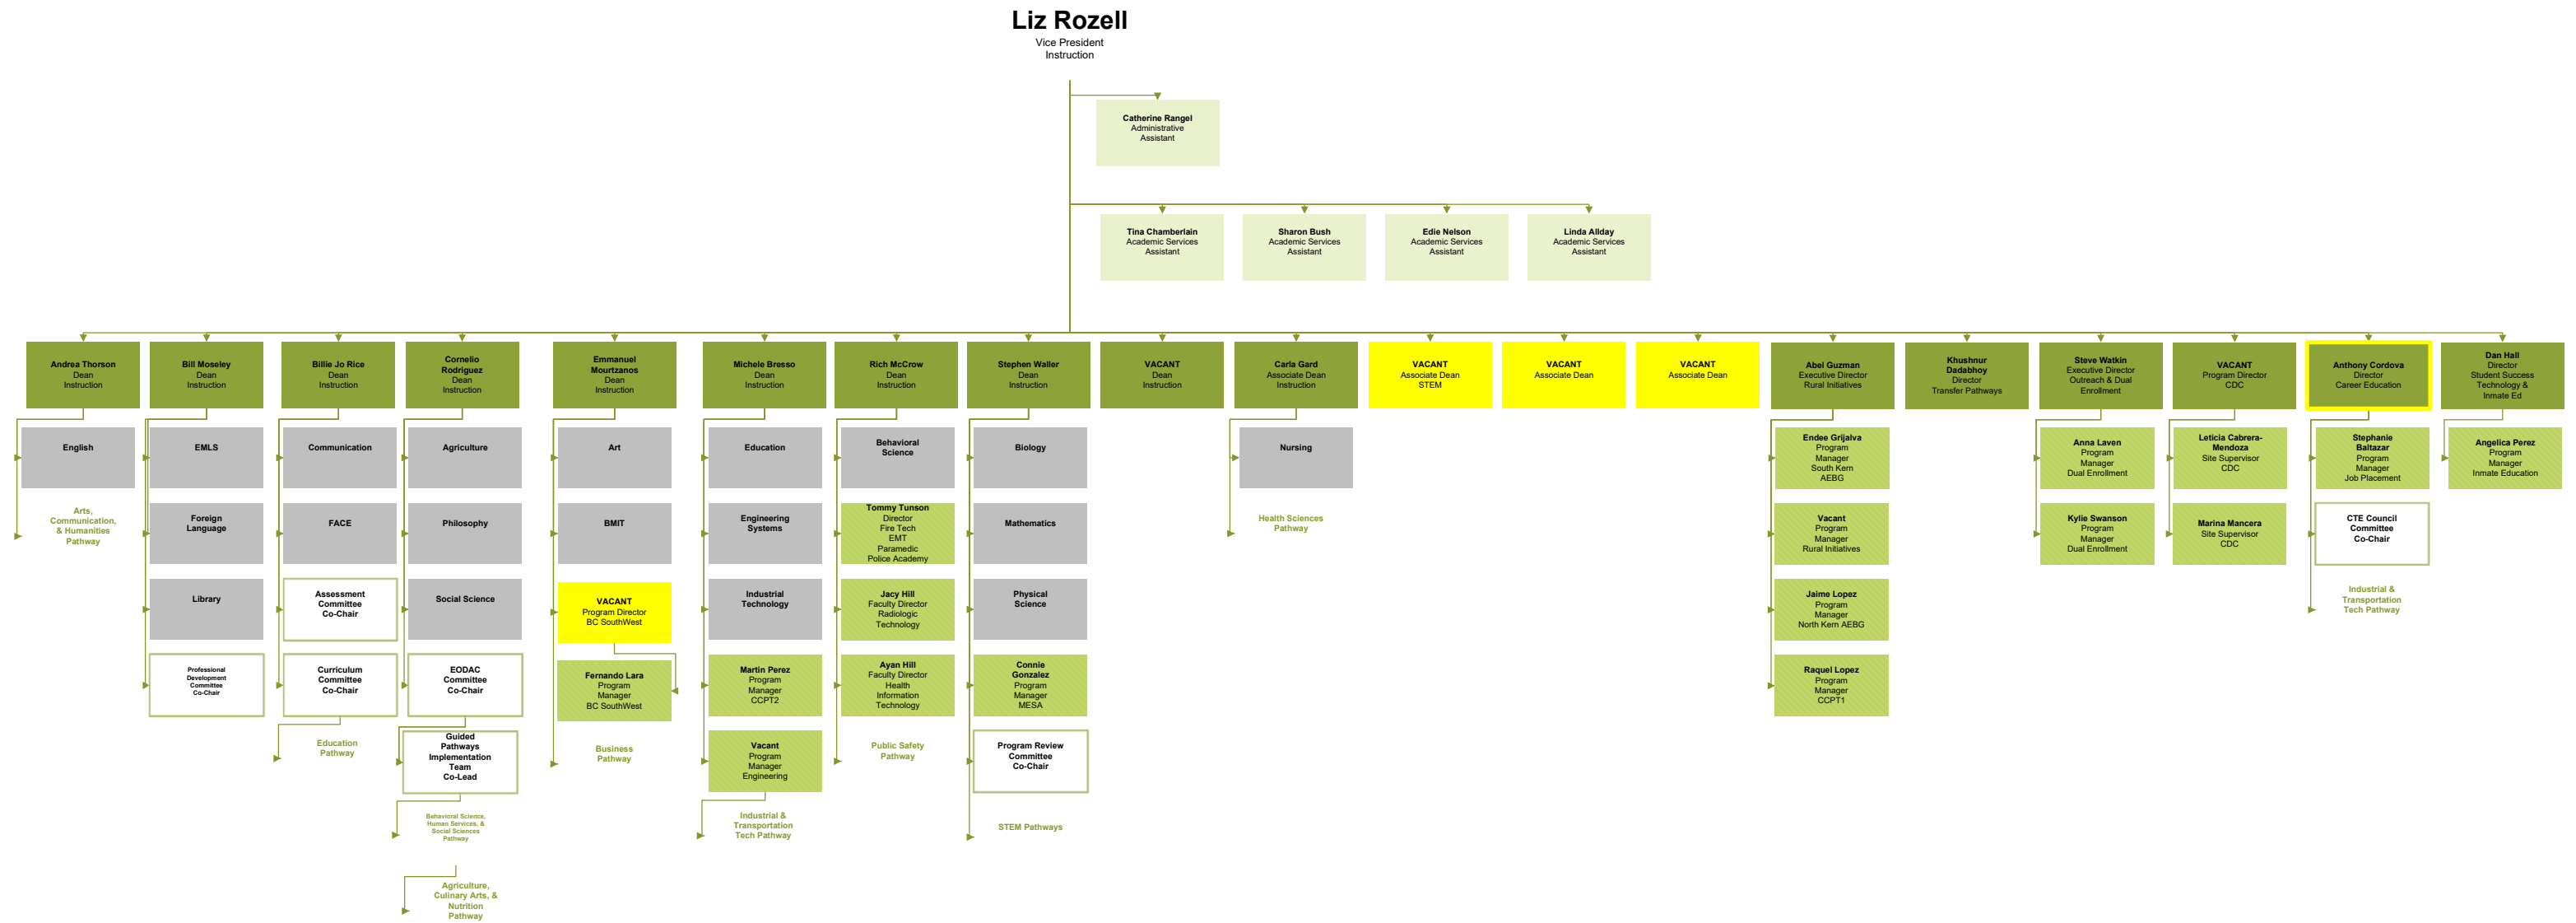 Liz Rozell
Vice President
Instruction
Catherine Rangel
Administrative
Assistant
Tina Chamberlain
Academic Services
Assistant
Sharon Bush
Academic Services
Assistant
Edie Nelson
Academic Services
Assistant
Linda Allday
Academic Services
Assistant
Andrea Thorson
Dean
Instruction
Bill Moseley
Dean
Instruction
Billie Jo Rice
Dean
Instruction
Cornelio
Rodriguez
Dean
Instruction
Emmanuel
Mourtzanos
Dean
Instruction
Michele Bresso
Dean
Instruction
Rich McCrow
Dean
Instruction
Stephen Waller
Dean
Instruction
VACANT
Dean
Instruction
Carla Gard
Associate Dean
Instruction
VACANT
Associate Dean
STEM
VACANT
Associate Dean
VACANT
Associate Dean
Abel Guzman
Executive Director
Rural Initiatives
Khushnur
Dadabhoy
Director
Transfer Pathways
Steve Watkin
Executive Director
Outreach & Dual
Enrollment
VACANT
Program Director
CDC
Anthony Cordova
Director
Career Education
Dan Hall
Director
Student Success
Technology &
Inmate Ed
English
Arts,
Communication,
& Humanities
Pathway
EMLS
Foreign
Language
Library
Professional
Development
Committee
Co-Chair
Communication
FACE
Assessment
Committee
Co-Chair
Curriculum
Committee
Co-Chair
Education
Pathway
Agriculture
Philosophy
Social Science
EODAC
Committee
Co-Chair
Guided
Pathways
Implementation
Team
Co-Lead
Behavioral Science,
Human Services, &
Social Sciences
Pathway
Agriculture,
Culinary Arts, &
Nutrition
Pathway
Art
BMIT
VACANT
Program Director
BC SouthWest
Fernando Lara
Program
Manager
BC SouthWest
Business
Pathway
Education
Engineering
Systems
Industrial
Technology
Martin Perez
Program
Manager
CCPT2
Vacant
Program
Manager
Engineering
Industrial &
Transportation
Tech Pathway
Behavioral
Science
Tommy Tunson
Director
Fire Tech
EMT
Paramedic
Police Academy
Jacy Hill
Faculty Director
Radiologic
Technology
Ayan Hill
Faculty Director
Health
Information
Technology
Public Safety
Pathway
Biology
Mathematics
Physical
Science
Connie
Gonzalez
Program
Manager
MESA
Program Review
Committee
Co-Chair
STEM Pathways
Nursing
Health Sciences
Pathway
Endee Grijalva
Program
Manager
South Kern
AEBG
Vacant
Program
Manager
Rural Initiatives
Jaime Lopez
Program
Manager
North Kern AEBG
Raquel Lopez
Program
Manager
CCPT1
Anna Laven
Program
Manager
Dual Enrollment
Kylie Swanson
Program
Manager
Dual Enrollment
Leticia Cabrera-
Mendoza
Site Supervisor
CDC
Marina Mancera
Site Supervisor
CDC
Stephanie
Baltazar
Program
Manager
Job Placement
CTE Council
Committee
Co-Chair
Industrial &
Transportation
Tech Pathway
Angelica Perez
Program
Manager
Inmate Education